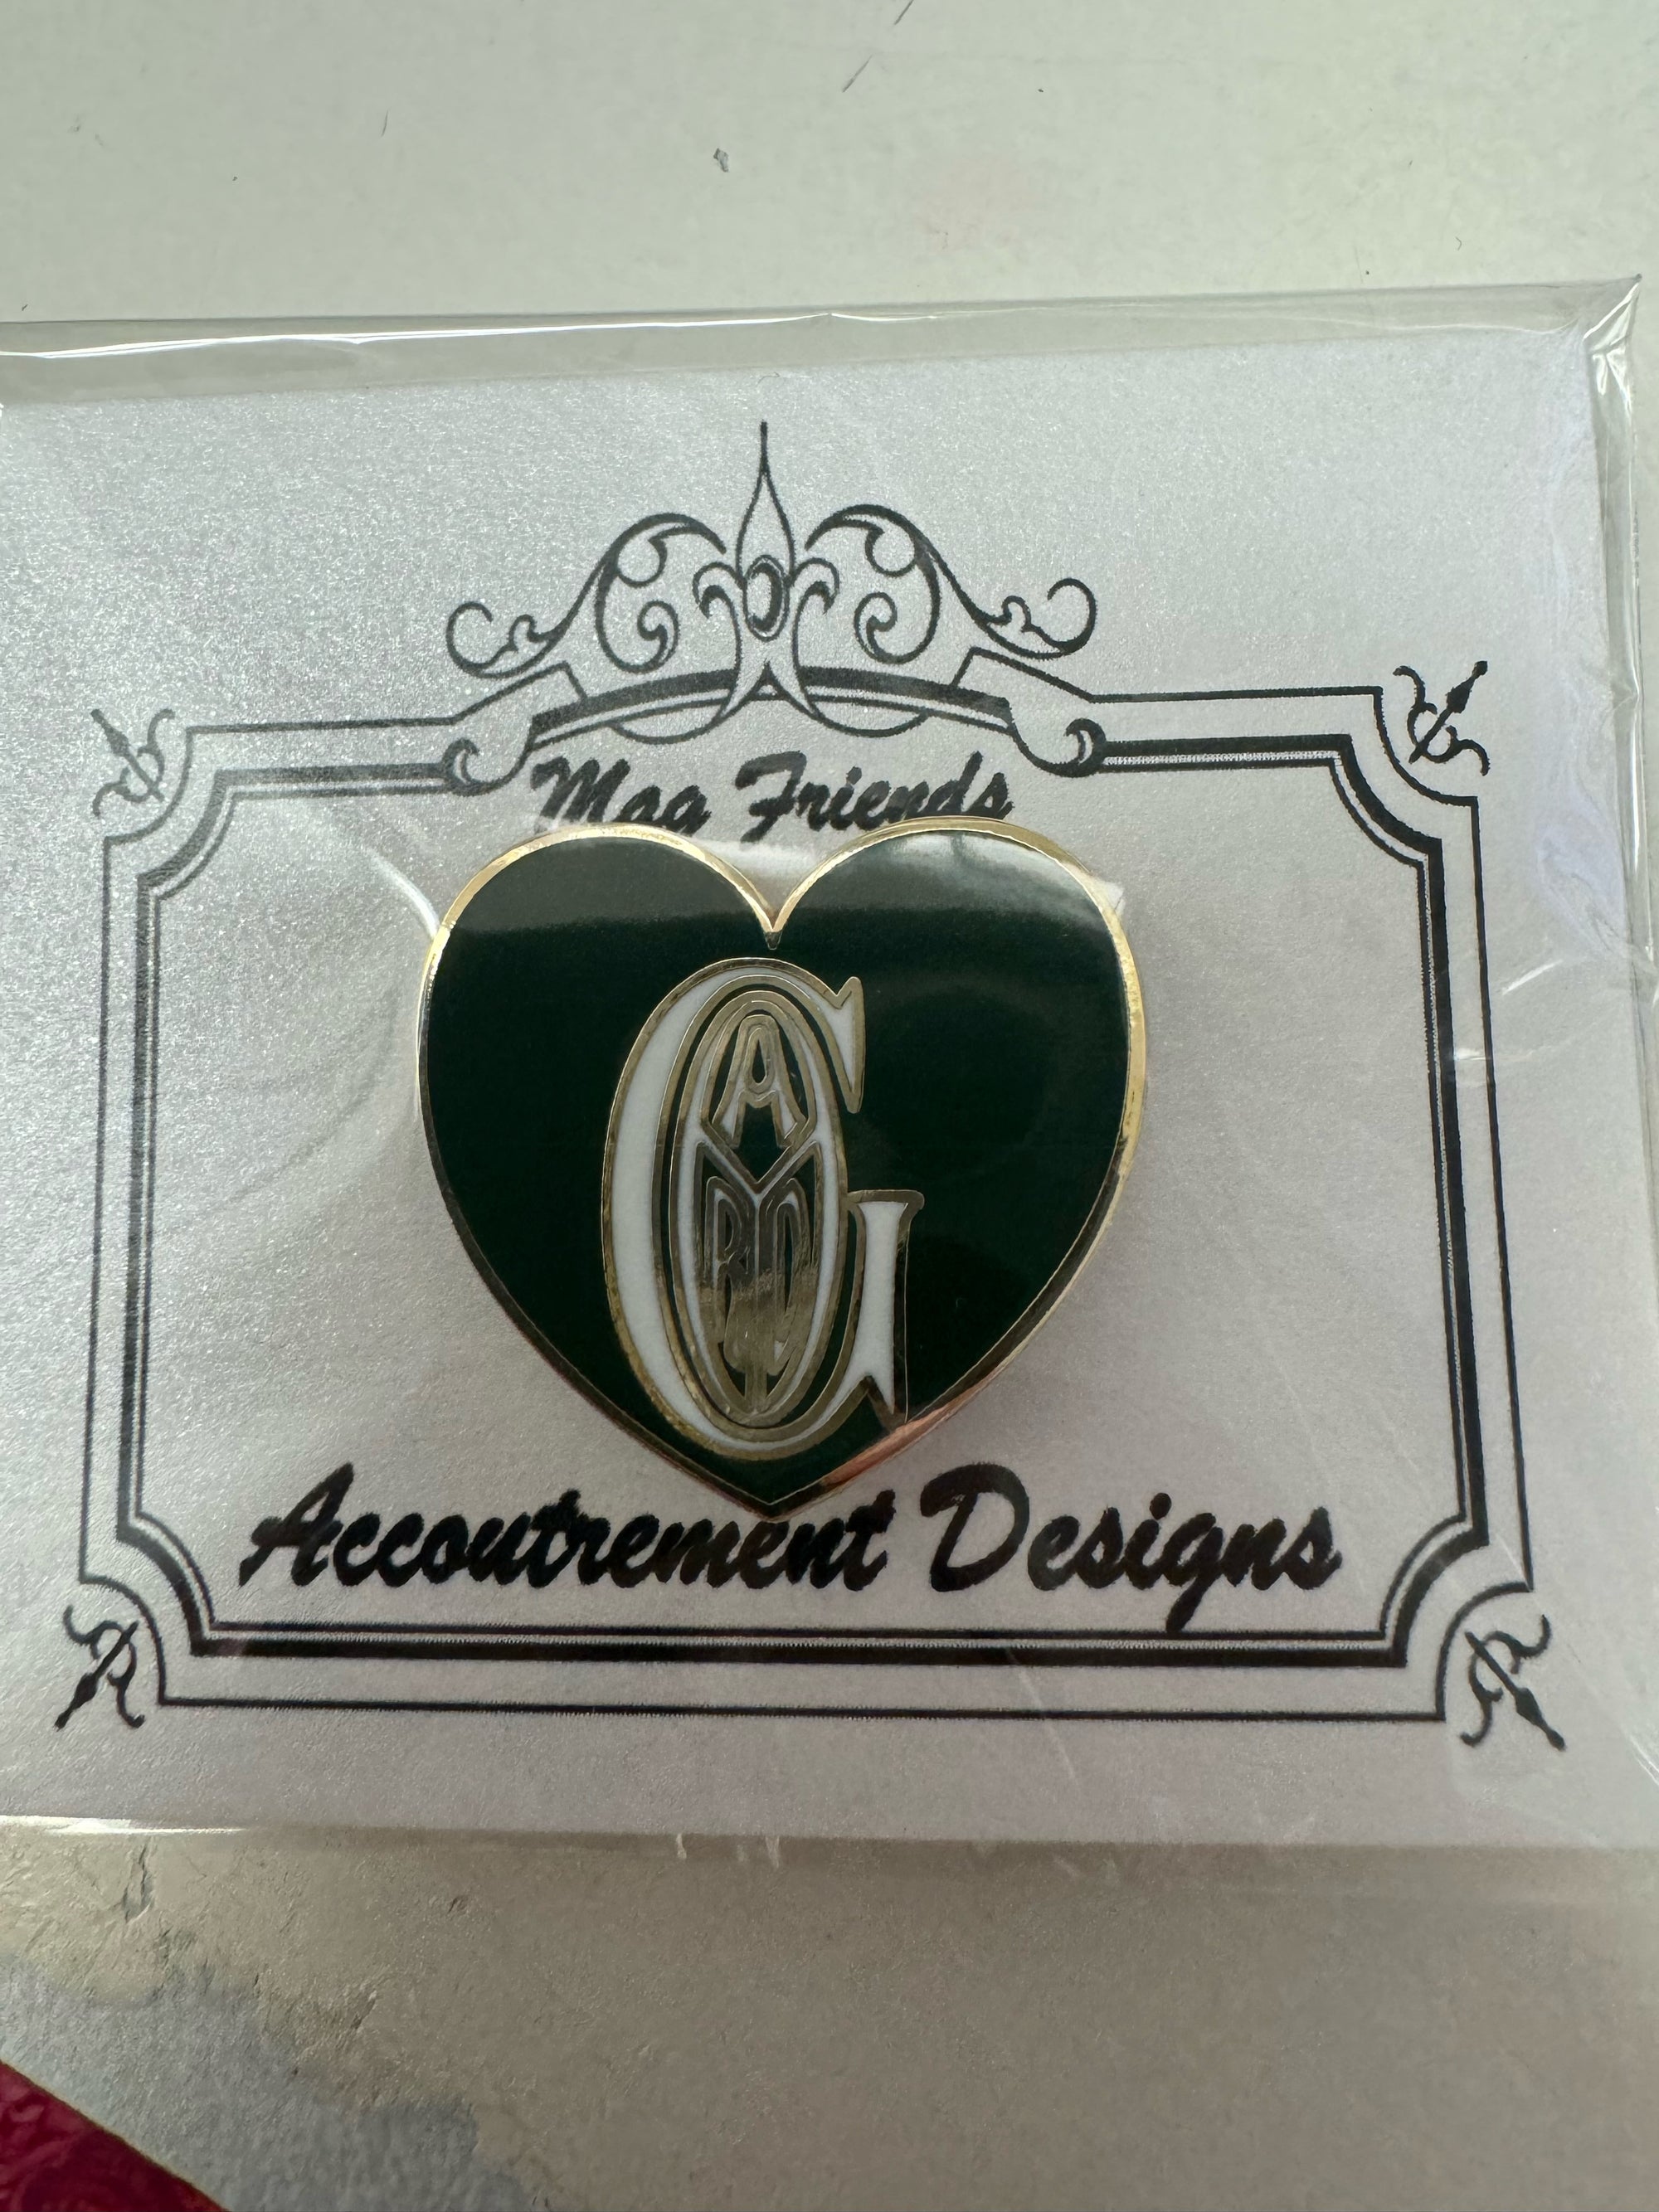 Mag Friends
G
A
Accoutrement Designs